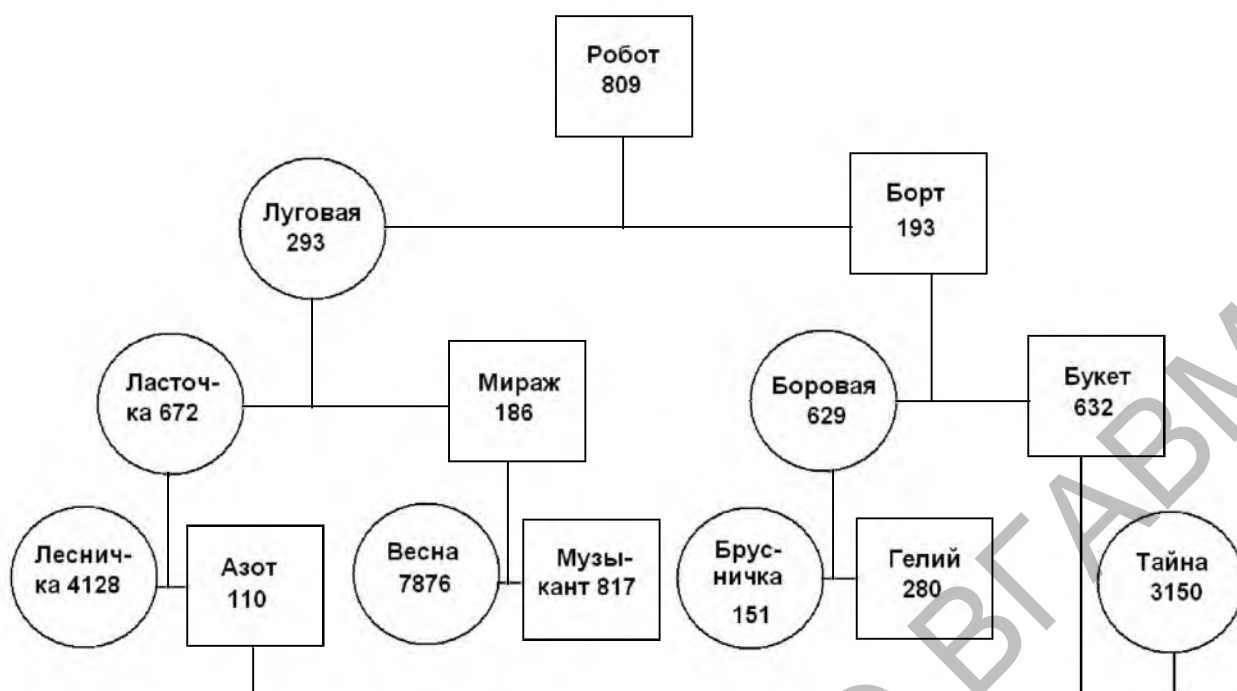 Робот
809
Луговая
293
Борт
193
Ласточ-
ка 672
Мираж
186
Боровая
629
Букет
632
Леснич-
ка 4128
Азот
110
Весна
7876
Музы-
кант 817
Брус-
ничка
151
Гелий
280
Тайна
3150
ВГАВМ